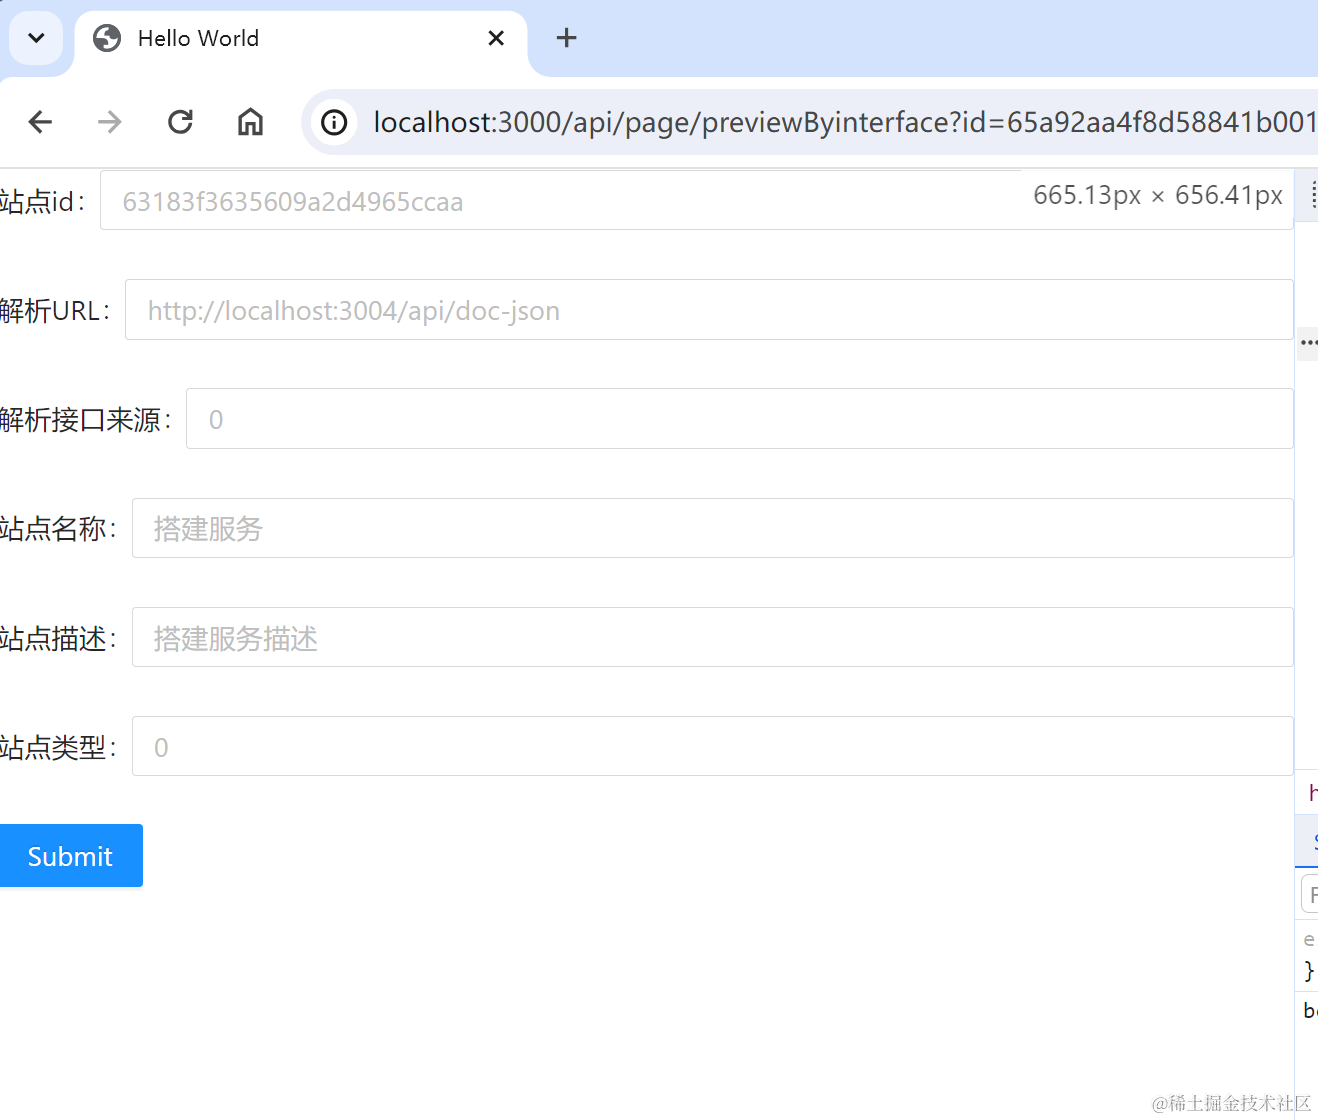 Hello World
localhost:3000/api/page/previewByinterface?id=65a92aa4f8d58841b001
站点id： 63183f3635609a2d4965ccaa
665.13px × 656.41px
解析URL： http://localhost:3004/api/doc-json
解析接口来源： 0
站点名称： 搭建服务
站点描述： 搭建服务描述
站点类型： 0
Submit
e
}
@稀土掘金技术社区